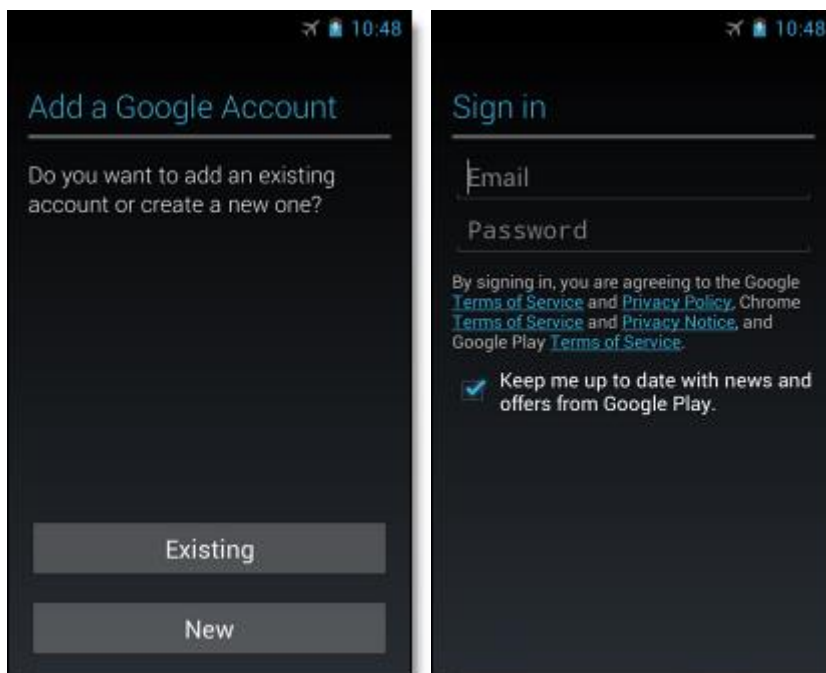 10:48
Add a Google Account
Do you want to add an existing
account or create a new one?
Existing
New
10:48
Sign in
Email
Password
By signing in, you are agreeing to the Google
Terms of Service and Privacy Policy, Chrome
Terms of Service and Privacy Notice, and
Google Play Terms of Service.
Keep me up to date with news and
offers from Google Play.